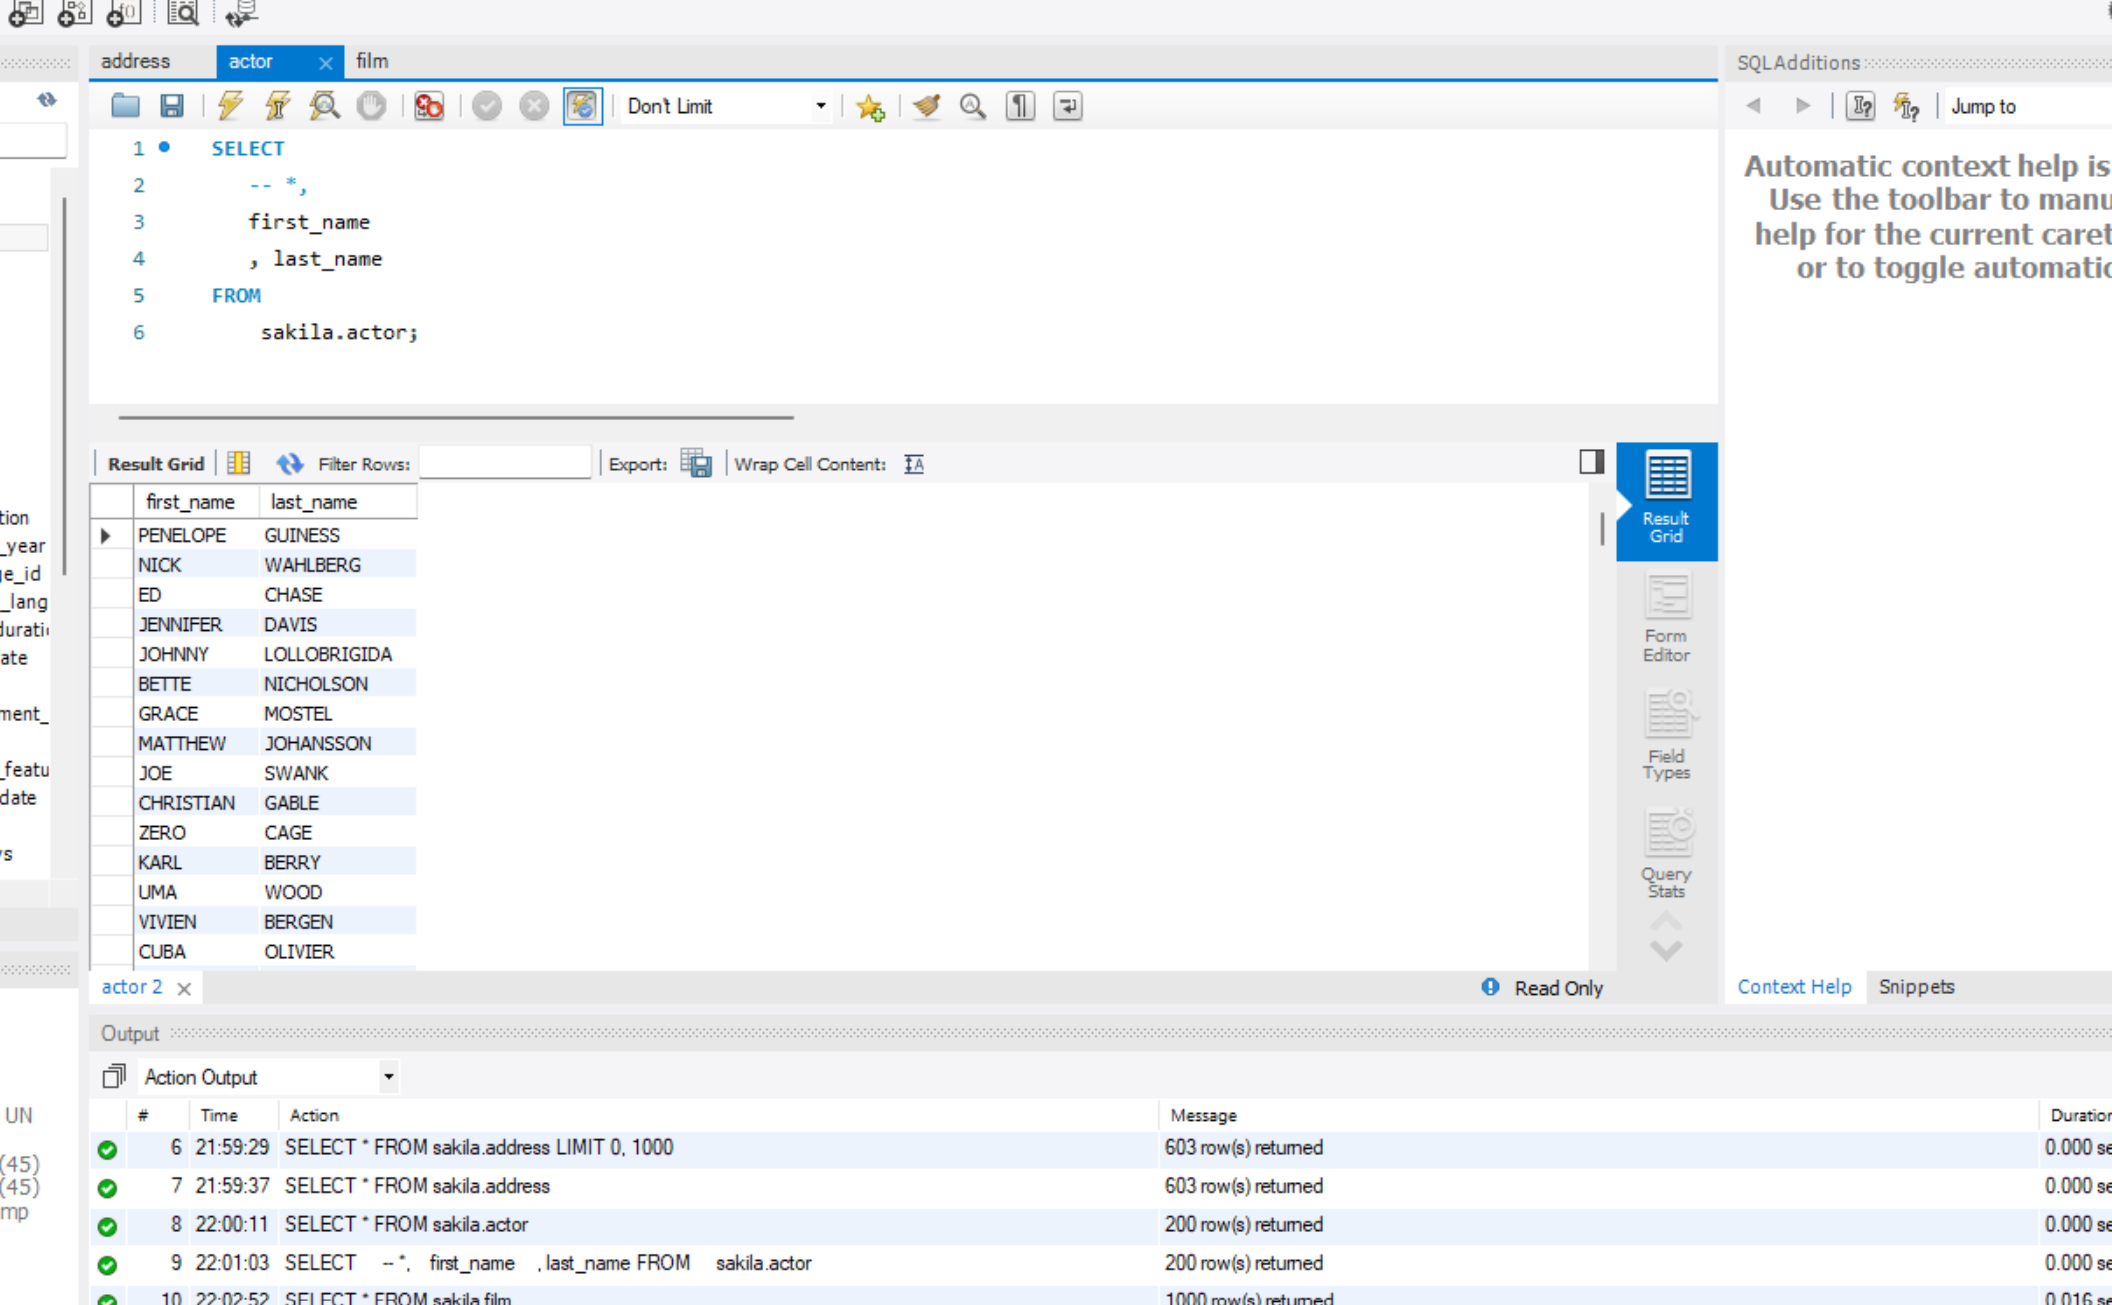 address actor film
Don't Limit
1 SELECT
2 -- *,
3 first_name
4 , last_name
5 FROM
6 sakila.actor;
SQLAdditions
Jump to
Automatic context help is
Use the toolbar to manu
help for the current caret
or to toggle automatic
tion
_year
e_id
_lang
durati
ate
ment_
_featu
date
s
UN
(45)
(45)
mp
Result Grid Filter Rows: Export: Wrap Cell Content:
first_name last_name
PENELOPE GUINESS
NICK WAHLBERG
ED CHASE
JENNIFER DAVIS
JOHNNY LOLLOBRIGIDA
BETTE NICHOLSON
GRACE MOSTEL
MATTHEW JOHANSSON
JOE SWANK
CHRISTIAN GABLE
ZERO CAGE
KARL BERRY
UMA WOOD
VIVIEN BERGEN
CUBA OLIVIER
Result
Grid
Form
Editor
Field
Types
Query
Stats
actor 2 Read Only
Context Help Snippets
Output
Action Output
# Time Action Message Duration
6 21:59:29 SELECT * FROM sakila.address LIMIT 0, 1000 603 row(s) returned 0.000 se
7 21:59:37 SELECT * FROM sakila.address 603 row(s) returned 0.000 se
8 22:00:11 SELECT * FROM sakila.actor 200 row(s) returned 0.000 se
9 22:01:03 SELECT -- *, first_name , last_name FROM sakila.actor 200 row(s) returned 0.000 se
10 22:02:52 SELECT * FROM sakila.film 1000 row(s) returned 0.016 se